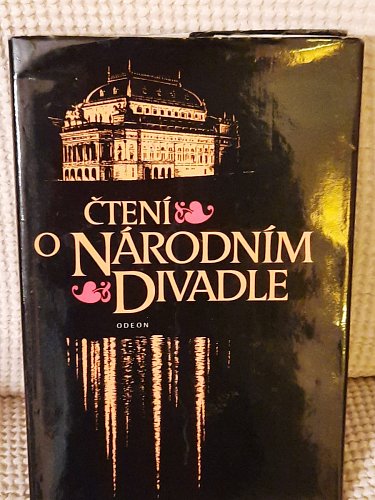 ČTENÍ
O NÁRODNÍM
DIVADLE
ODEON